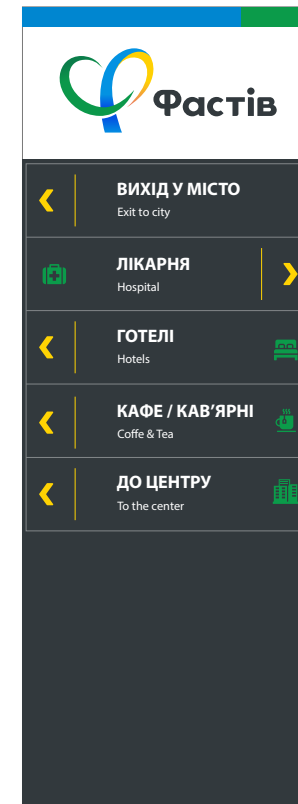 Фастів
ВИХІД У МІСТО
Exit to city
ЛІКАРНЯ
Hospital
ГОТЕЛІ
Hotels
КАФЕ / КАВ’ЯРНІ
Coffe & Tea
ДО ЦЕНТРУ
To the center